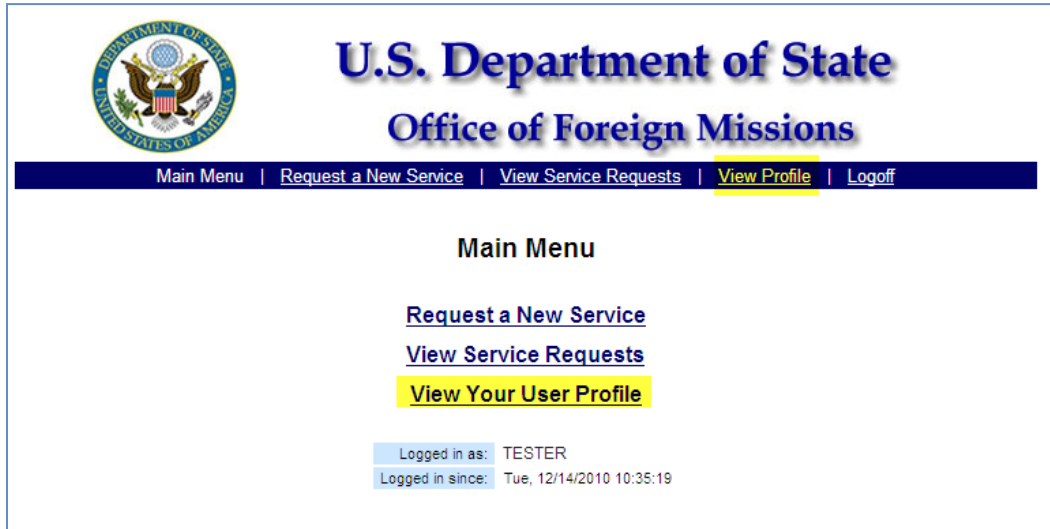 DEPARTMENT OF STATE
UNITED STATES OF AMERICA
U.S. Department of State
Office of Foreign Missions
Main Menu | Request a New Service | View Service Requests | View Profile | Logoff
Main Menu
Request a New Service
View Service Requests
View Your User Profile
Logged in as: TESTER
Logged in since: Tue, 12/14/2010 10:35:19